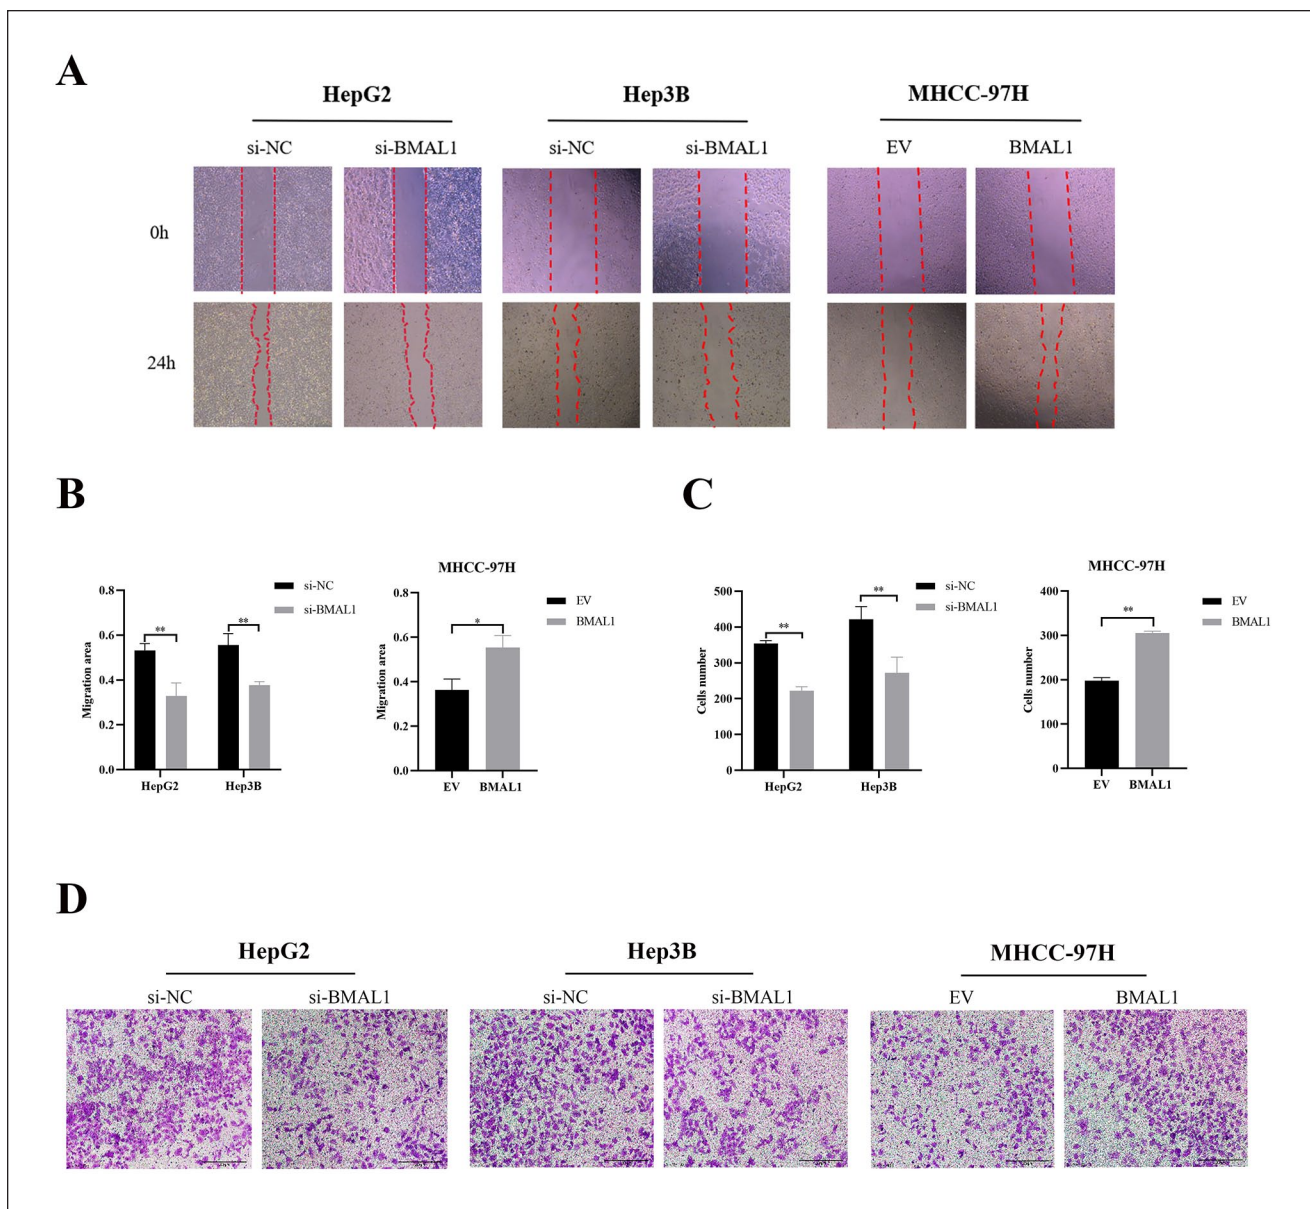 A
HepG2 Hep3B MHCC-97H
si-NC si-BMAL1 si-NC si-BMAL1 EV BMAL1
0h
24h
B
C
MHCC-97H
MHCC-97H
Migration area
0.8
0.6
0.4
0.2
0.0
** **
HepG2 Hep3B
si-NC
si-BMAL1
Migration area
0.8
0.6
0.4
0.2
0.0
*
EV BMAL1
EV
BMAL1
Cells number
500
400
300
200
100
0
** **
HepG2 Hep3B
si-NC
si-BMAL1
Cells number
400
300
200
100
0
**
EV BMAL1
EV
BMAL1
D
HepG2 Hep3B MHCC-97H
si-NC si-BMAL1 si-NC si-BMAL1 EV BMAL1